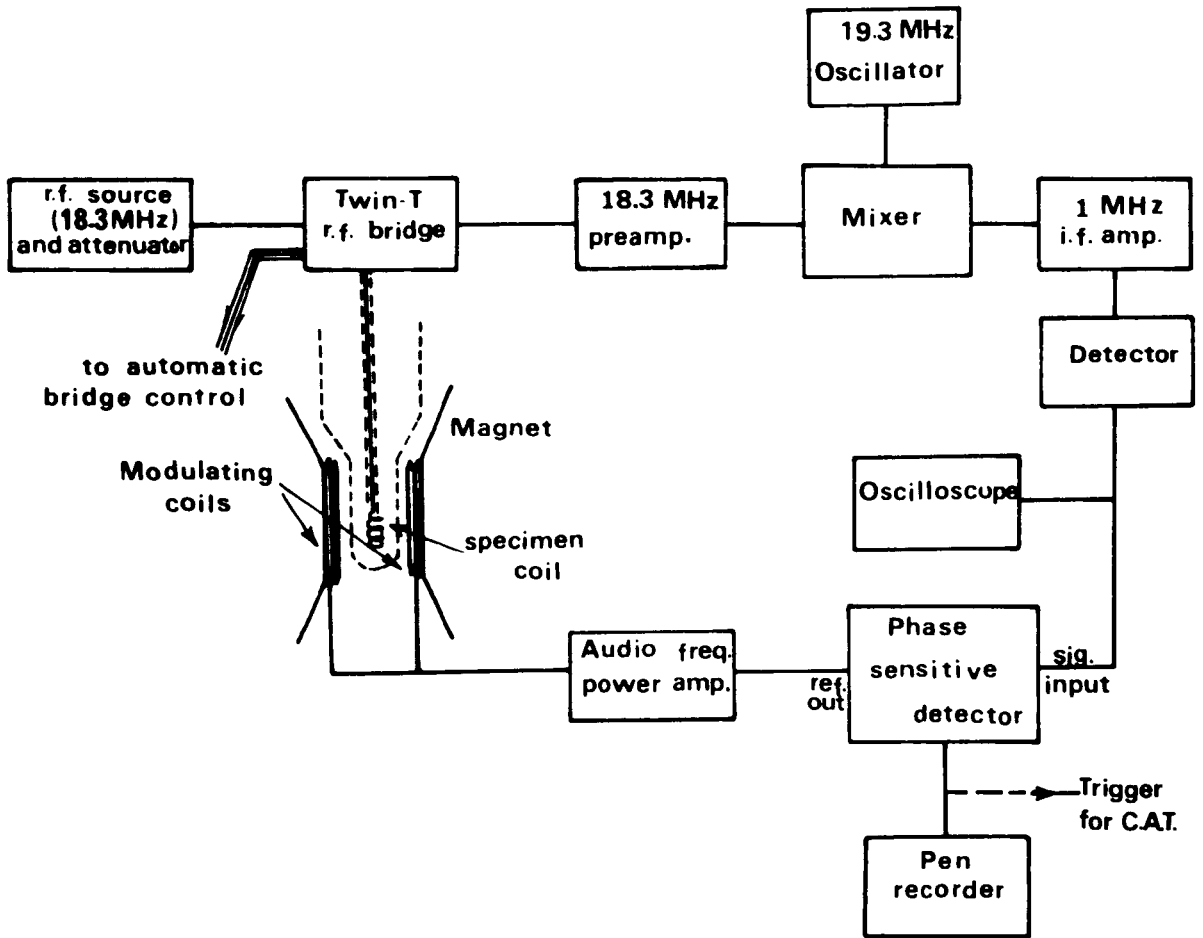 19.3 MHz
Oscillator
r.f. source
(18.3MHz)
and attenuator
Twin-T
r.f. bridge
18.3 MHz
preamp.
Mixer
1 MHz
i.f. amp.
to automatic
bridge control
Detector
Magnet
Modulating
coils
Oscilloscope
specimen
coil
Audio freq.
power amp.
ref.
out
Phase
sensitive
detector
sig.
input
Trigger
for C.A.T.
Pen
recorder